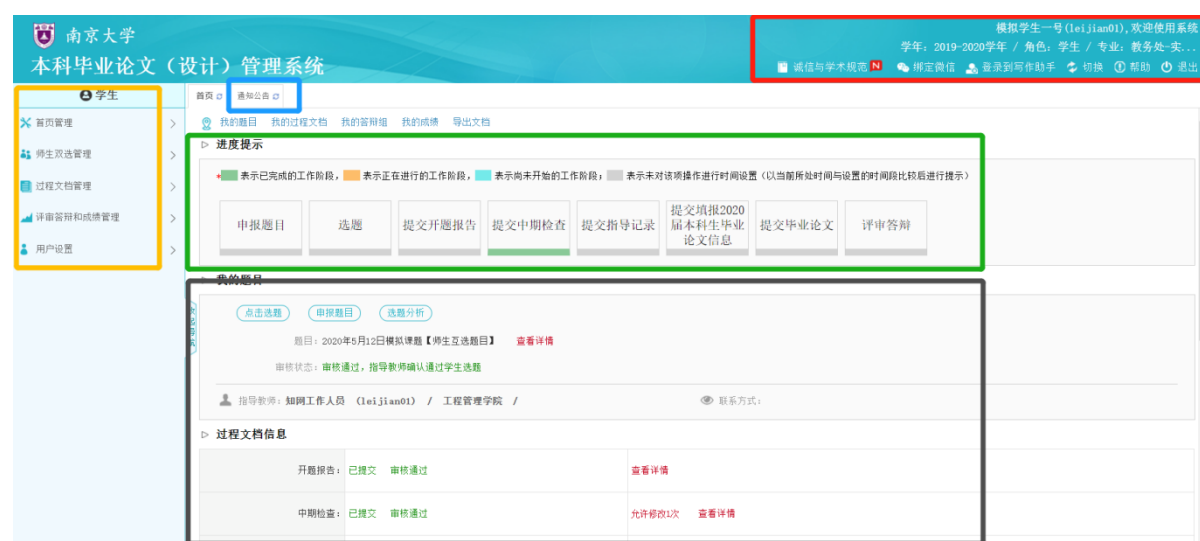 南京大学
本科毕业论文（设计）管理系统
模拟学生一号(leijian01),欢迎使用系统
学年: 2019-2020学年 / 角色: 学生 / 专业: 教务处-实...
诚信与学术规范 N 绑定微信 登录到写作助手 切换 帮助 退出
学生
首页 通知公告
首页管理
师生双选管理
过程文档管理
评审答辩和成绩管理
用户设置
我的题目 我的过程文档 我的答辩组 我的成绩 导出文档
进度提示
* 表示已完成的工作阶段， 表示正在进行的工作阶段， 表示尚未开始的工作阶段； 表示未对该项操作进行时间设置（以当前所处时间与设置的时间段比较后进行提示）
申报题目 选题 提交开题报告 提交中期检查 提交指导记录 提交填报2020届本科生毕业论文信息 提交毕业论文 评审答辩
我的题目
点击选题 申报题目 选题分析
题目: 2020年5月12日模拟课题【师生互选题目】 查看详情
审核状态: 审核通过，指导教师确认通过学生选题
指导教师: 知网工作人员 (leijian01) / 工程管理学院 / 联系方式:
过程文档信息
开题报告: 已提交 审核通过 查看详情
中期检查: 已提交 审核通过 允许修改1次 查看详情